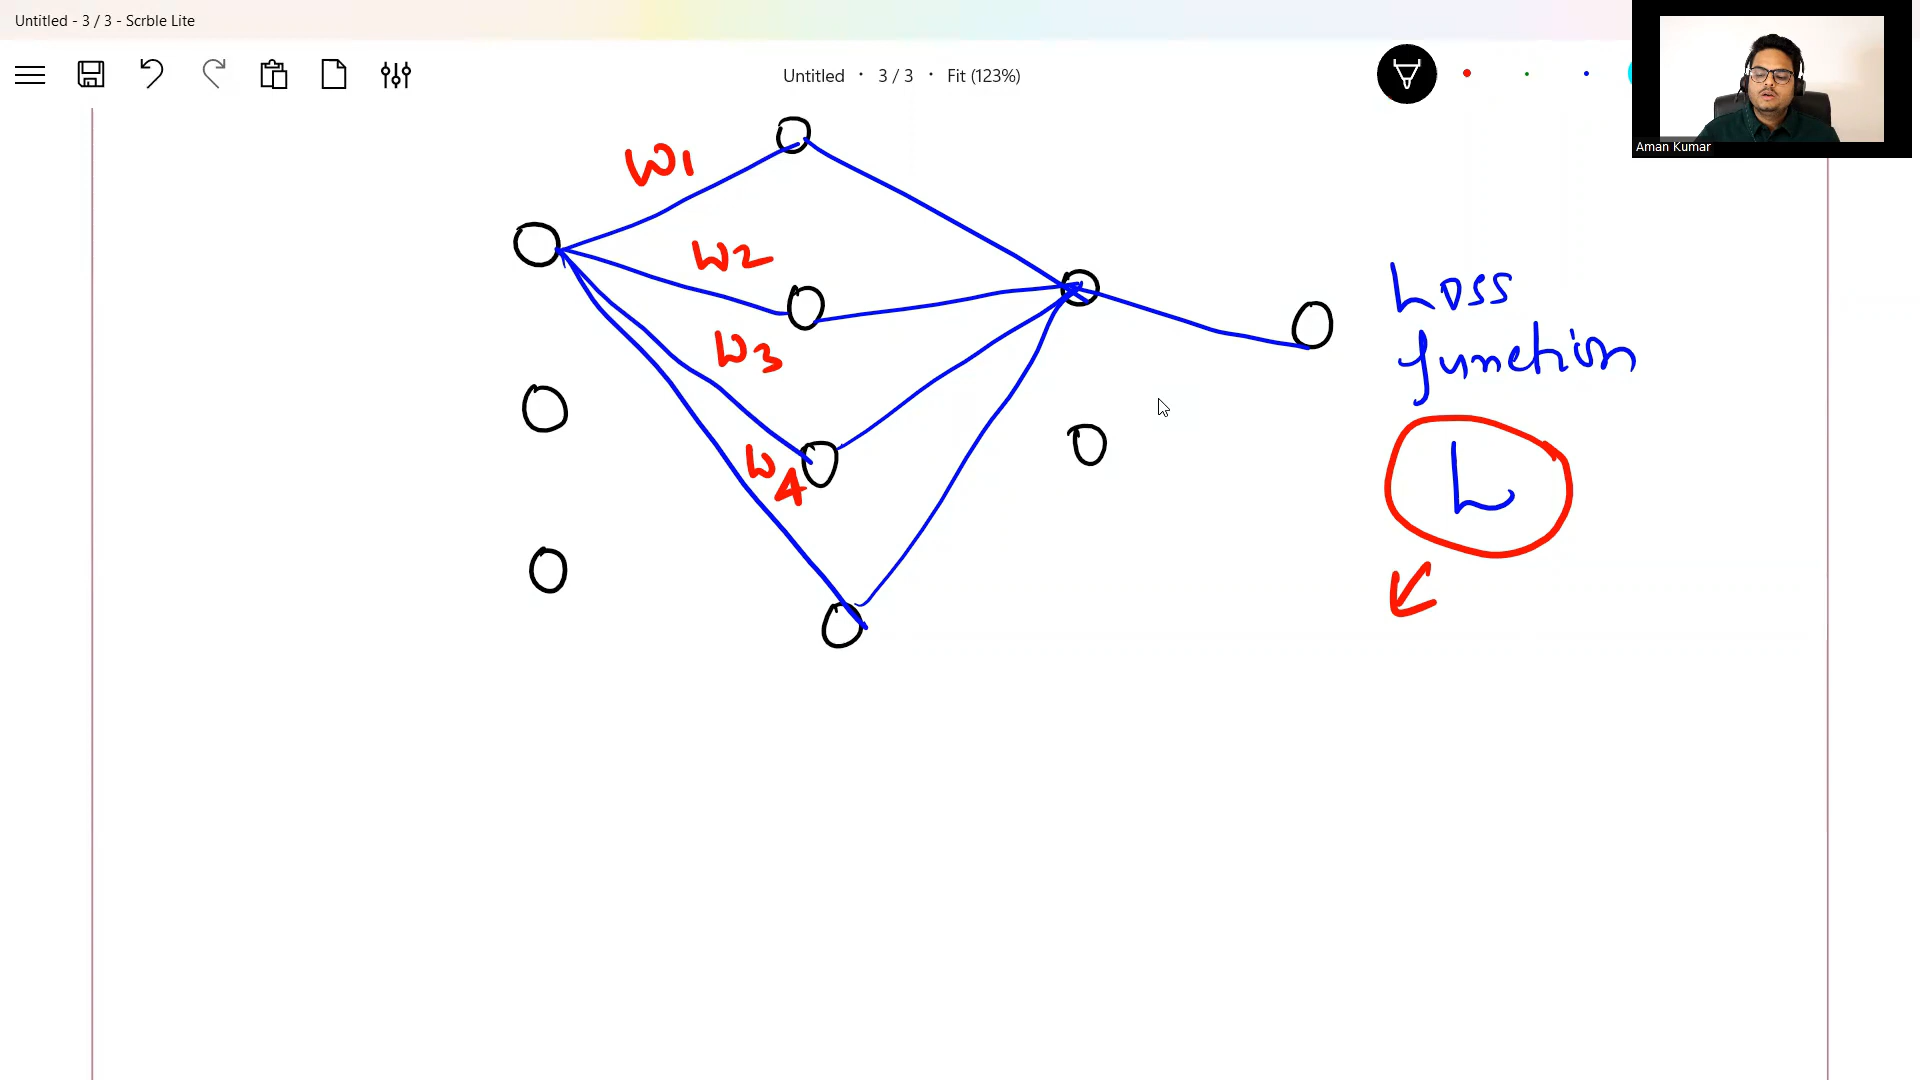 Untitled - 3 / 3 - Scrble Lite
Untitled • 3 / 3 • Fit (123%)
Aman Kumar
W1
W2
W3
W4
Loss
function
L